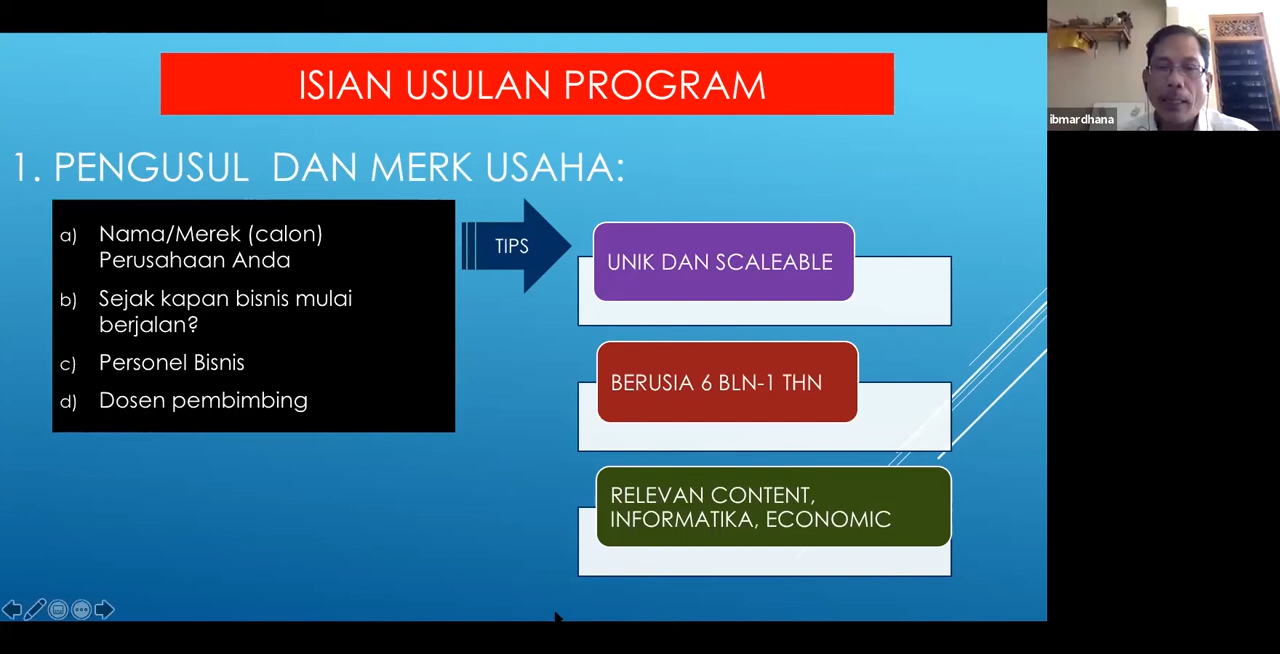 ISIAN USULAN PROGRAM
1. PENGUSUL DAN MERK USAHA:
a) Nama/Merek (calon)
Perusahaan Anda
b) Sejak kapan bisnis mulai
berjalan?
c) Personel Bisnis
d) Dosen pembimbing
TIPS
UNIK DAN SCALEABLE
BERUSIA 6 BLN-1 THN
RELEVAN CONTENT,
INFORMATIKA, ECONOMIC
ibmardhana